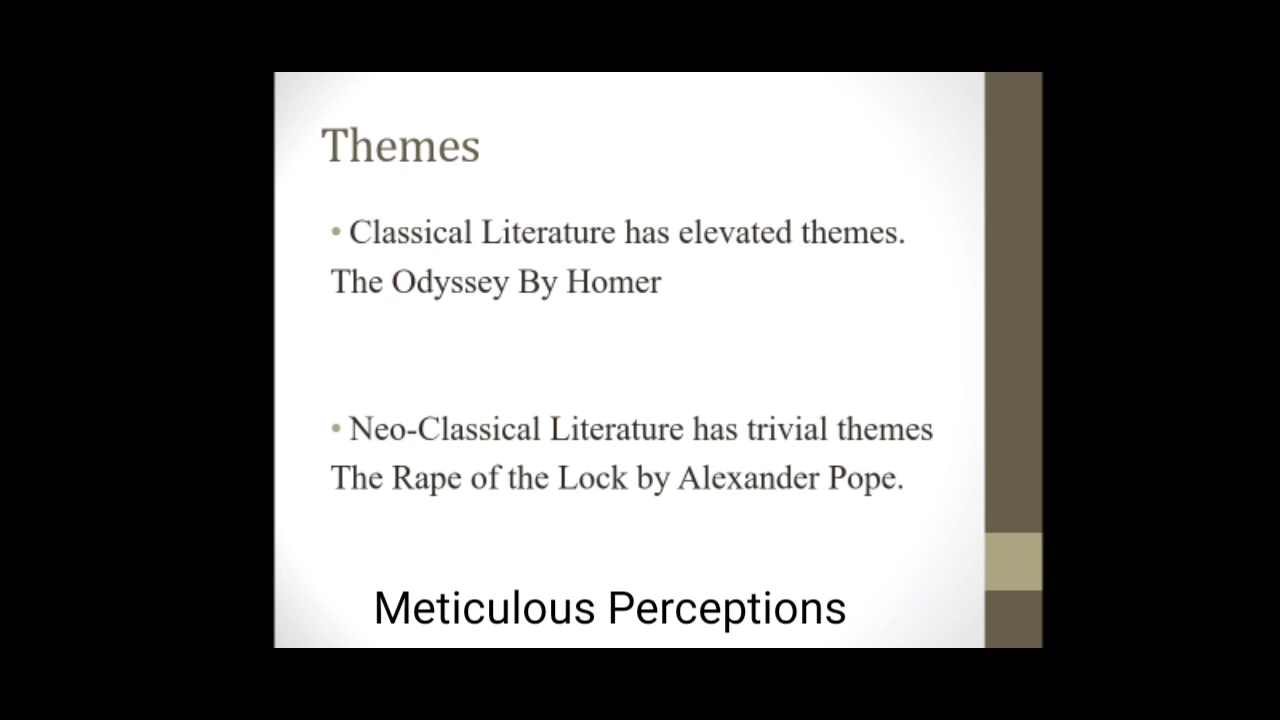 Themes
• Classical Literature has elevated themes.
The Odyssey By Homer
• Neo-Classical Literature has trivial themes
The Rape of the Lock by Alexander Pope.
Meticulous Perceptions